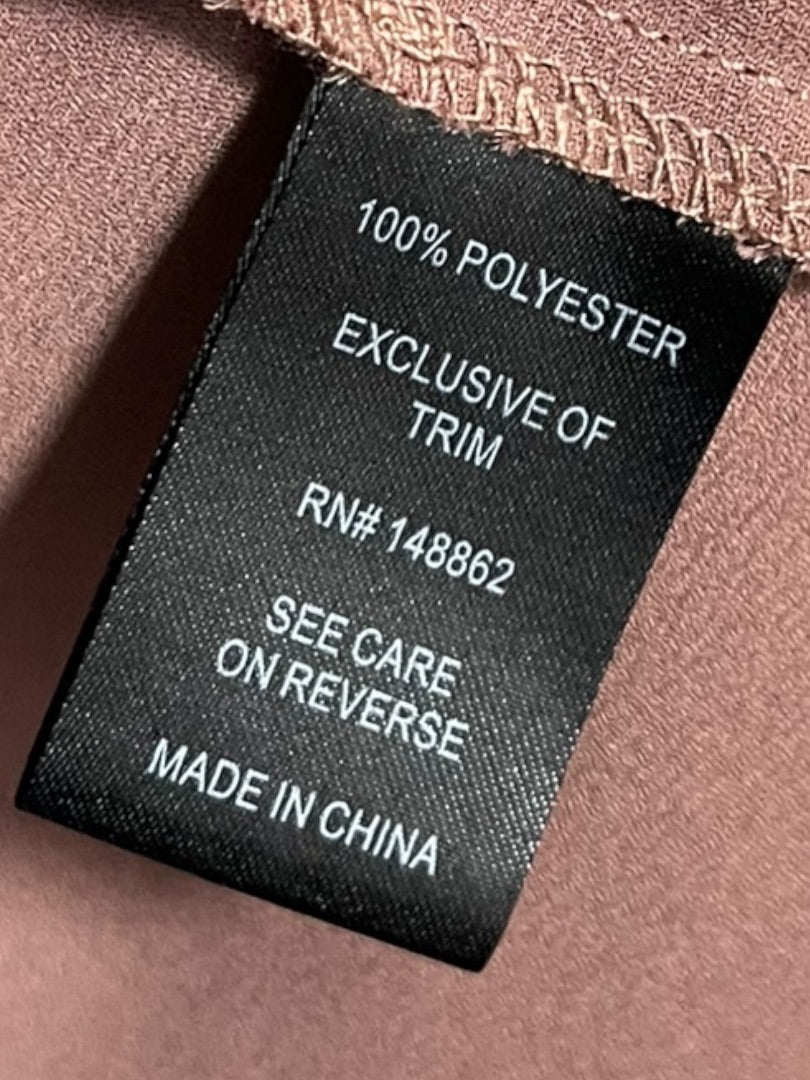 100% POLYESTER
EXCLUSIVE OF
TRIM
RN# 148862
SEE CARE
ON REVERSE
MADE IN CHINA